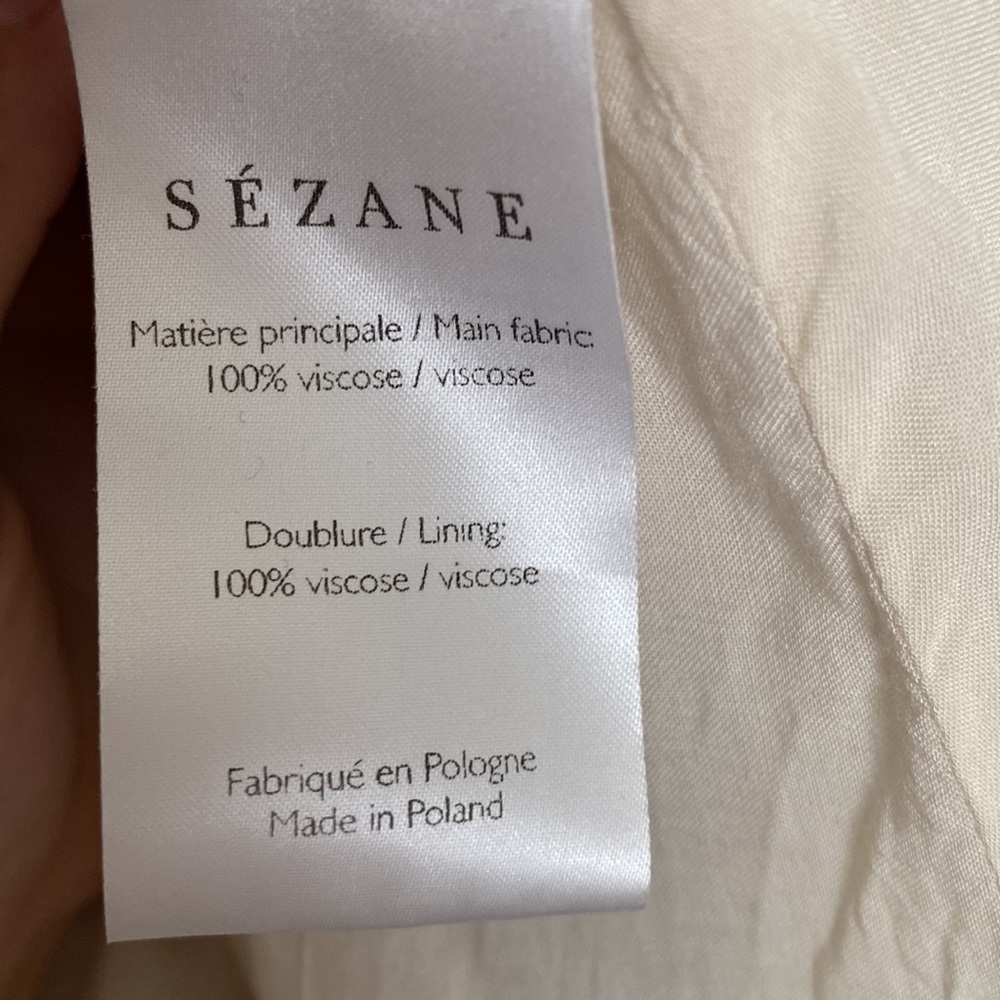 SÉZANE
Matière principale / Main fabric:
100% viscose / viscose
Doublure / Lining:
100% viscose / viscose
Fabriqué en Pologne
Made in Poland